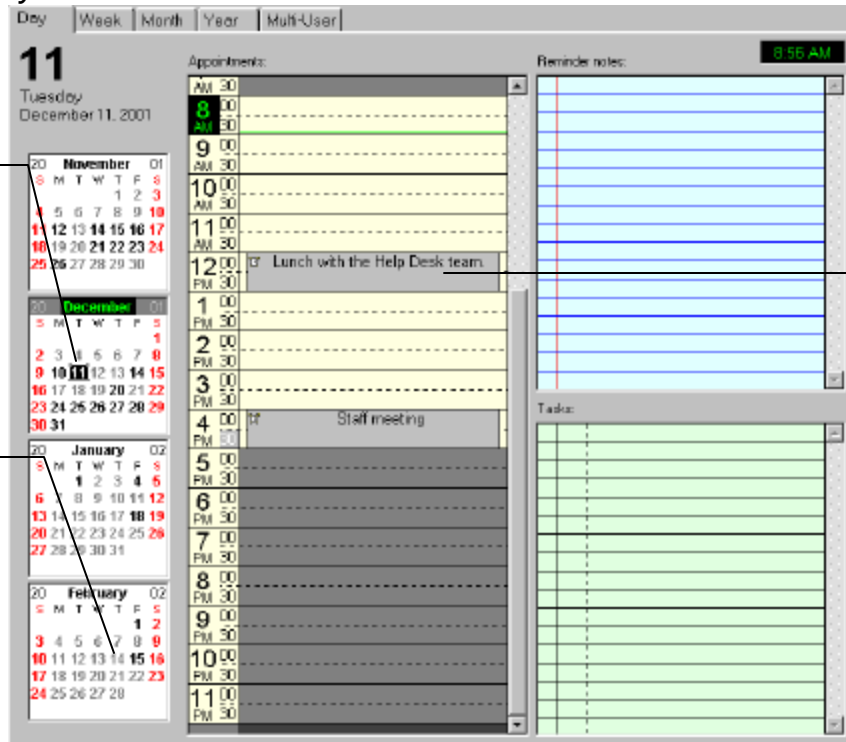 Day Week Month Year Multi-User
11
Tuesday
December 11, 2001
20 November 01
S M T W T F S
1 2 3
4 5 6 7 8 9 10
11 12 13 14 15 16 17
18 19 20 21 22 23 24
25 26 27 28 29 30
20 December 01
S M T W T F S
1
2 3 4 5 6 7 8
9 10 11 12 13 14 15
16 17 18 19 20 21 22
23 24 25 26 27 28 29
30 31
20 January 02
S M T W T F S
1 2 3 4 5
6 7 8 9 10 11 12
13 14 15 16 17 18 19
20 21 22 23 24 25 26
27 28 29 30 31
20 February 02
S M T W T F S
1 2
3 4 5 6 7 8 9
10 11 12 13 14 15 16
17 18 19 20 21 22 23
24 25 26 27 28
Appointments:
AM 30
8 00
AM 30
9 00
AM 30
10 00
AM 30
11 00
AM 30
12 00 Lunch with the Help Desk team.
PM 30
1 00
PM 30
2 00
PM 30
3 00
PM 30
4 00 Staff meeting
PM 30
5 00
PM 30
6 00
PM 30
7 00
PM 30
8 00
PM 30
9 00
PM 30
10 00
PM 30
11 00
PM 30
Reminder notes:
8:56 AM
Tasks: